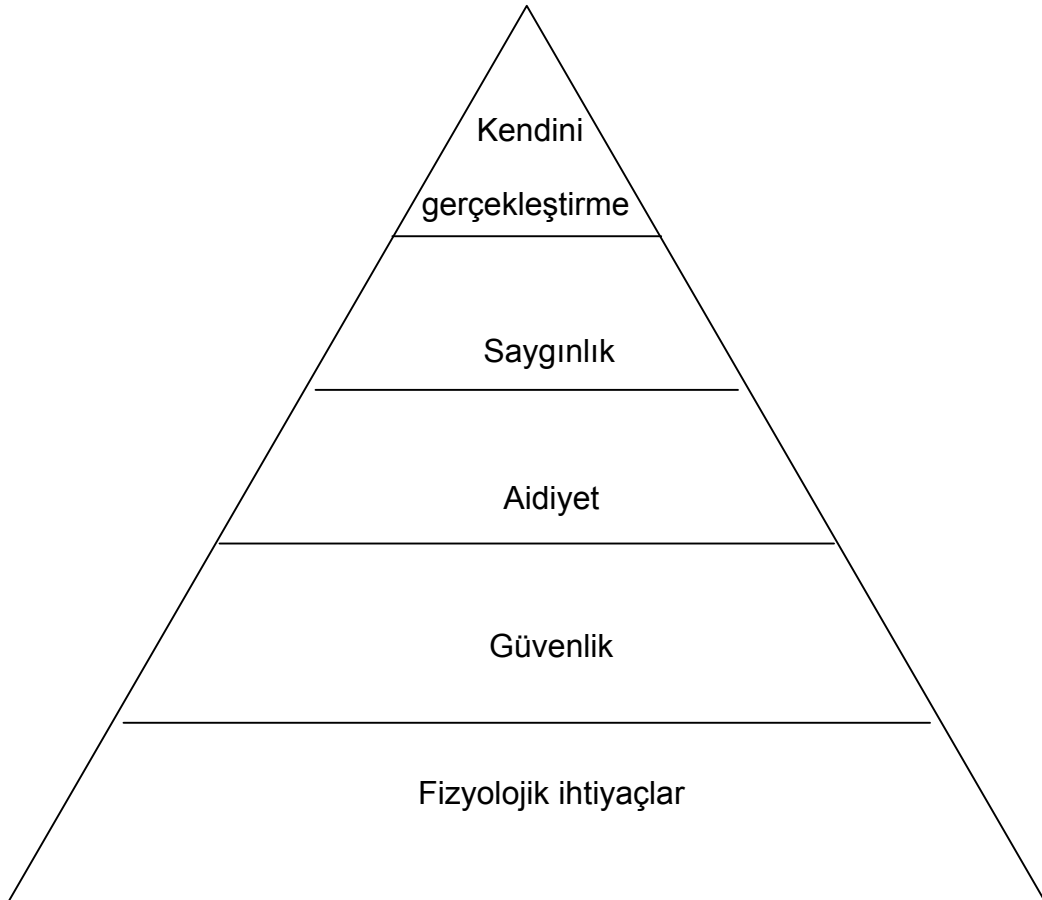 Kendini
gerçekleştirme
Saygınlık
Aidiyet
Güvenlik
Fizyolojik ihtiyaçlar